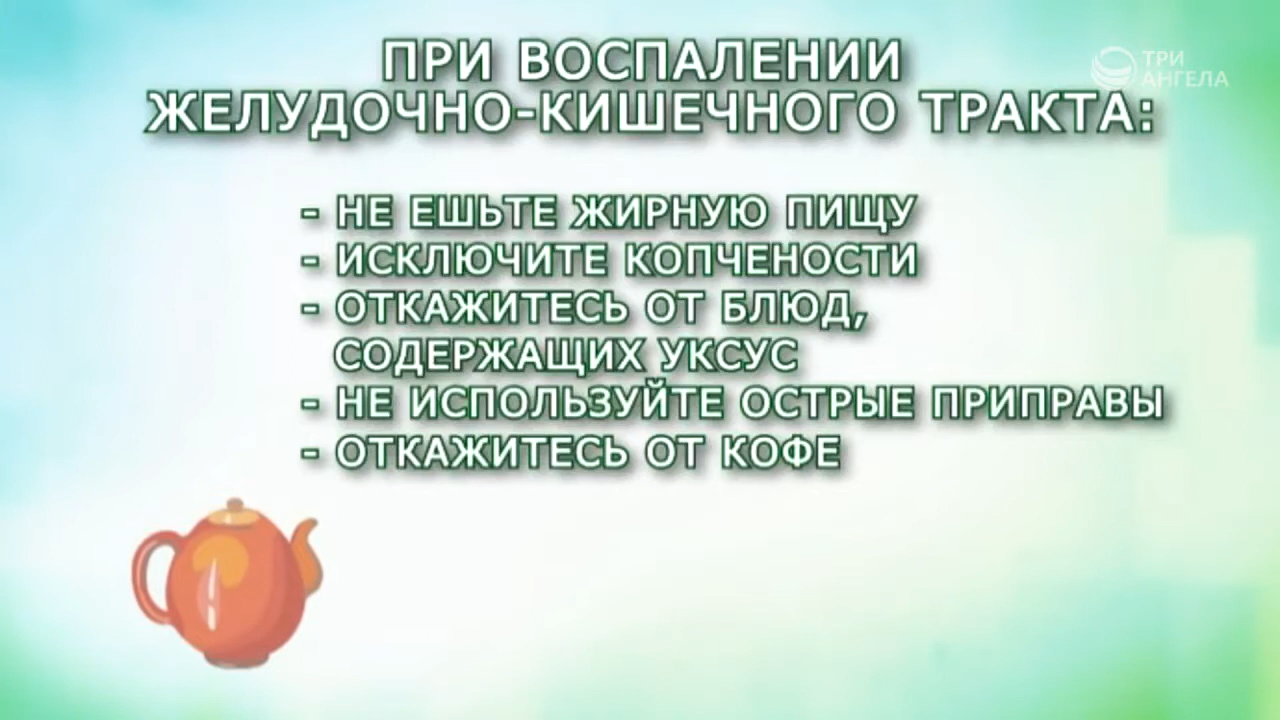 ПРИ ВОСПАЛЕНИИ
ЖЕЛУДОЧНО-КИШЕЧНОГО ТРАКТА:
ТРИ
АНГЕЛА
- НЕ ЕШЬТЕ ЖИРНУЮ ПИЩУ
- ИСКЛЮЧИТЕ КОПЧЕНОСТИ
- ОТКАЖИТЕСЬ ОТ БЛЮД,
СОДЕРЖАЩИХ УКСУС
- НЕ ИСПОЛЬЗУЙТЕ ОСТРЫЕ ПРИПРАВЫ
- ОТКАЖИТЕСЬ ОТ КОФЕ